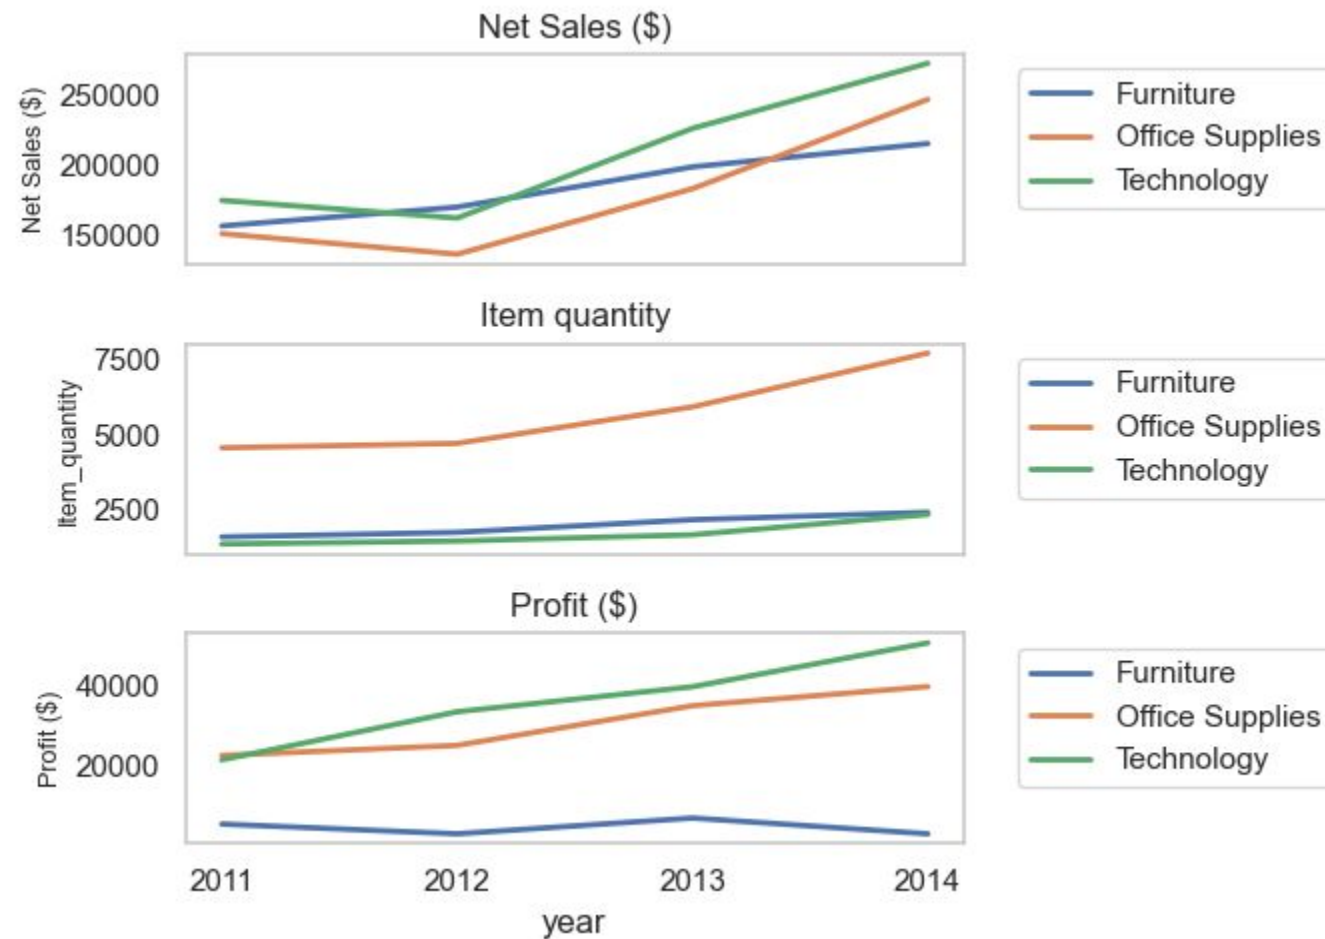 Net Sales ($)
Net Sales ($)
250000
200000
150000
Furniture
Office Supplies
Technology
Item quantity
Item_quantity
7500
5000
2500
Furniture
Office Supplies
Technology
Profit ($)
Profit ($)
40000
20000
Furniture
Office Supplies
Technology
2011 2012 2013 2014
year